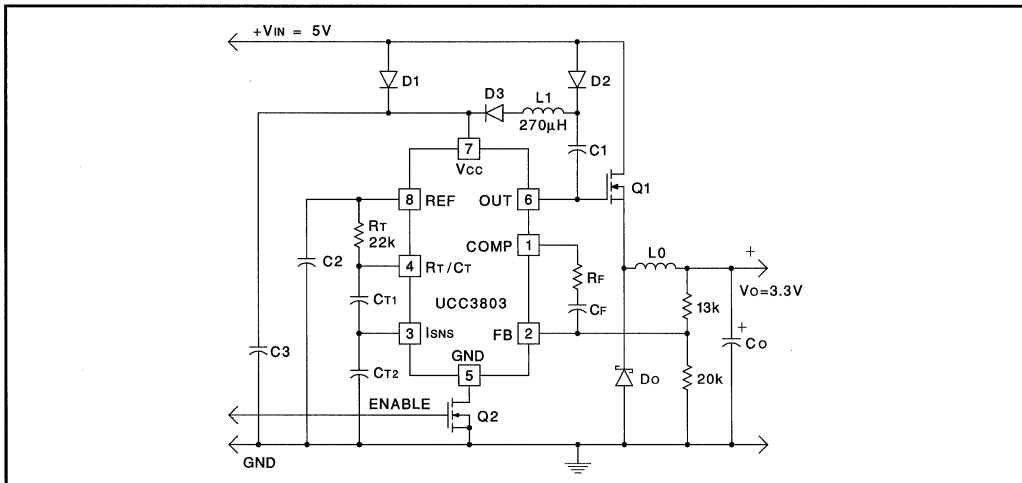 +VIN = 5V
D1
D2
D3
L1
270µH
C1
7
VCC
Q1
8
REF
OUT
6
RT
22k
COMP
1
L0
+
C2
4
RT/CT
RF
VO=3.3V
CT1
UCC3803
CF
13k
+
CO
3
ISNS
FB
2
C3
GND
CT2
5
DO
20k
ENABLE
Q2
GND